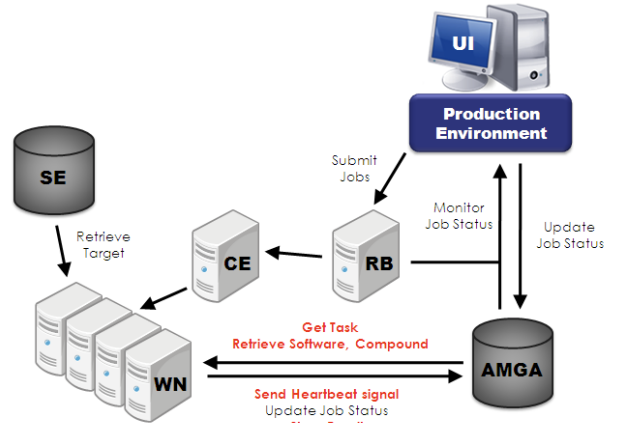 UI
Production
Environment
SE
Submit
Jobs
Retrieve
Target
Monitor
Job Status
Update
Job Status
CE
RB
Get Task
Retrieve Software, Compound
WN
AMGA
Send Heartbeat signal
Update Job Status